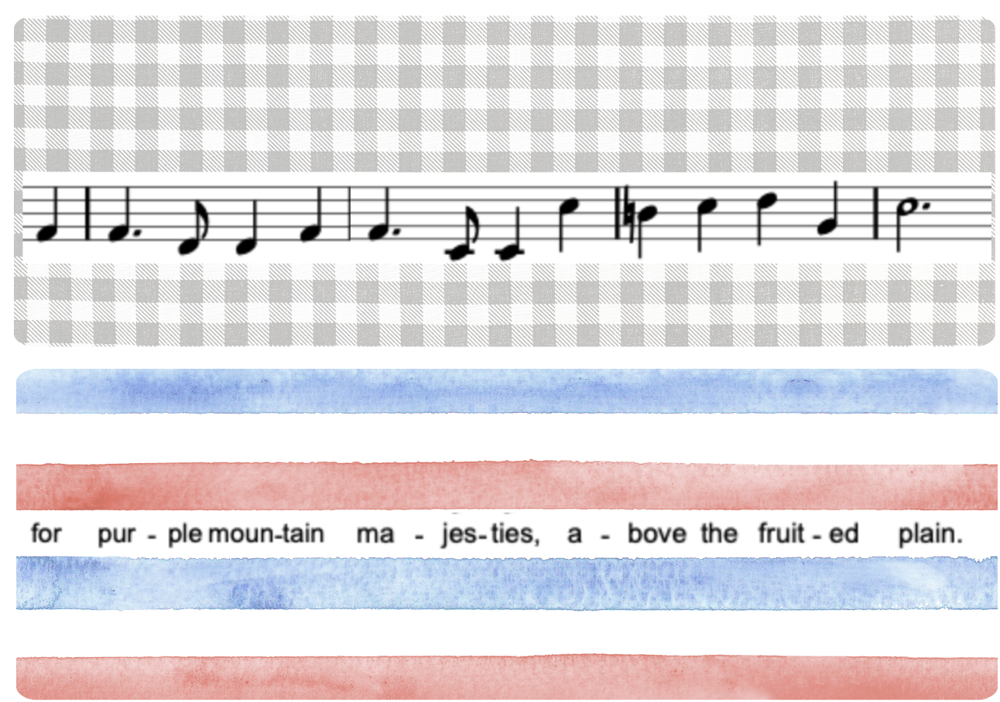 for pur - ple moun-tain ma - jes-ties, a - bove the fruit - ed plain.